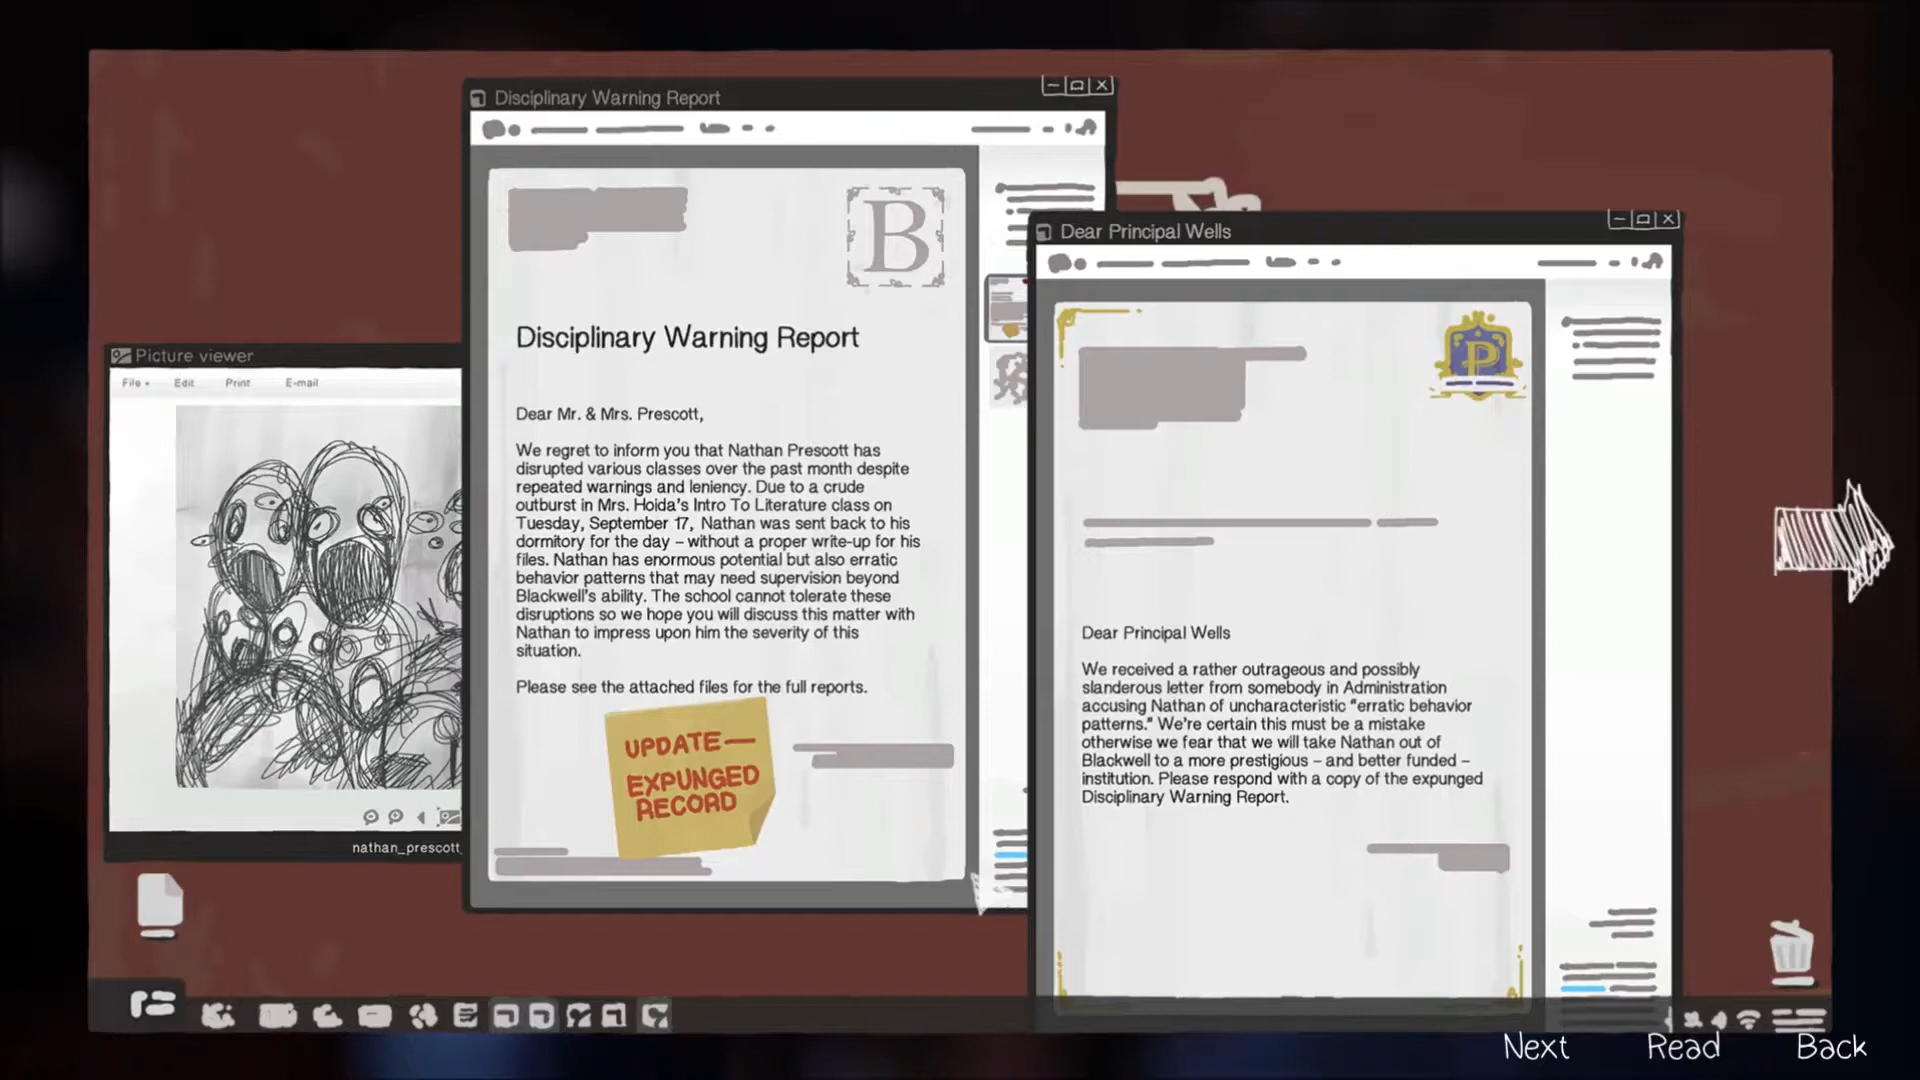 Disciplinary Warning Report
B
Disciplinary Warning Report
Dear Mr. & Mrs. Prescott,
We regret to inform you that Nathan Prescott has
disrupted various classes over the past month despite
repeated warnings and leniency. Due to a crude
outburst in Mrs. Hoida's Intro To Literature class on
Tuesday, September 17, Nathan was sent back to his
dormitory for the day – without a proper write-up for his
files. Nathan has enormous potential but also erratic
behavior patterns that may need supervision beyond
Blackwell's ability. The school cannot tolerate these
disruptions so we hope you will discuss this matter with
Nathan to impress upon him the severity of this
situation.
Please see the attached files for the full reports.
UPDATE—
EXPUNGED
RECORD
Dear Principal Wells
P
Dear Principal Wells
We received a rather outrageous and possibly
slanderous letter from somebody in Administration
accusing Nathan of uncharacteristic "erratic behavior
patterns." We're certain this must be a mistake
otherwise we fear that we will take Nathan out of
Blackwell to a more prestigious – and better funded –
institution. Please respond with a copy of the expunged
Disciplinary Warning Report.
Picture viewer
File Edit Print E-mail
nathan_prescott_
Next Read Back